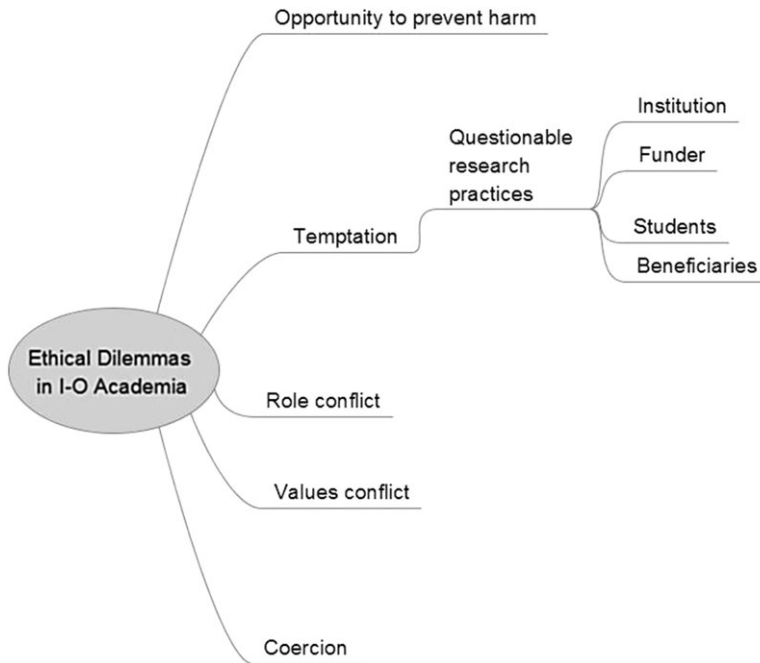 Opportunity to prevent harm
Institution
Questionable
research
practices
Funder
Temptation
Students
Beneficiaries
Ethical Dilemmas
in I-O Academia
Role conflict
Values conflict
Coercion